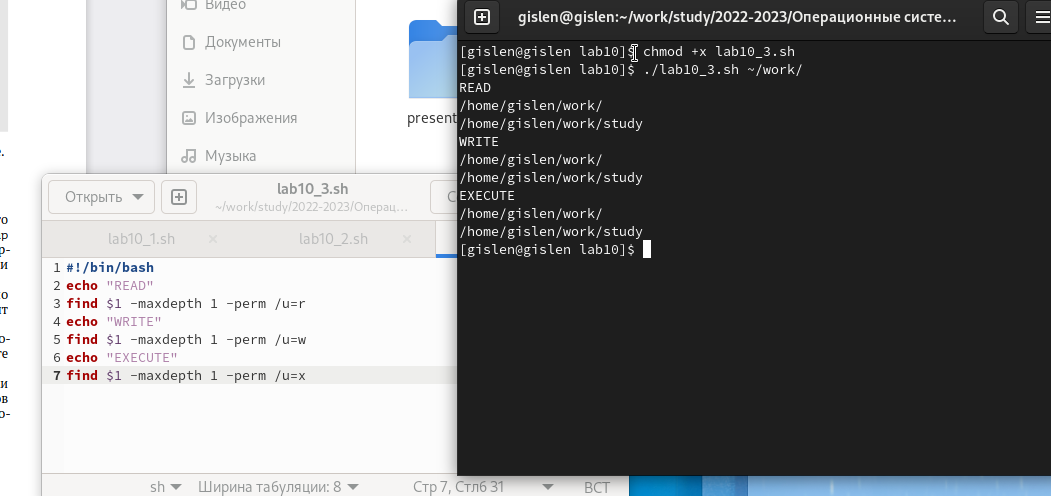 Видео
Документы
Загрузки
Изображения
Музыка
present
gislen@gislen:~/work/study/2022-2023/Операционные систе…
[gislen@gislen lab10]$ chmod +x lab10_3.sh
[gislen@gislen lab10]$ ./lab10_3.sh ~/work/
READ
/home/gislen/work/
/home/gislen/work/study
WRITE
/home/gislen/work/
/home/gislen/work/study
EXECUTE
/home/gislen/work/
/home/gislen/work/study
[gislen@gislen lab10]$
Открыть
lab10_3.sh
~/work/study/2022-2023/Операц…
lab10_1.sh
lab10_2.sh
1 #!/bin/bash
2 echo "READ"
3 find $1 -maxdepth 1 -perm /u=r
4 echo "WRITE"
5 find $1 -maxdepth 1 -perm /u=w
6 echo "EXECUTE"
7 find $1 -maxdepth 1 -perm /u=x
sh
Ширина табуляции: 8
Стр 7, Стлб 31
ВСТ